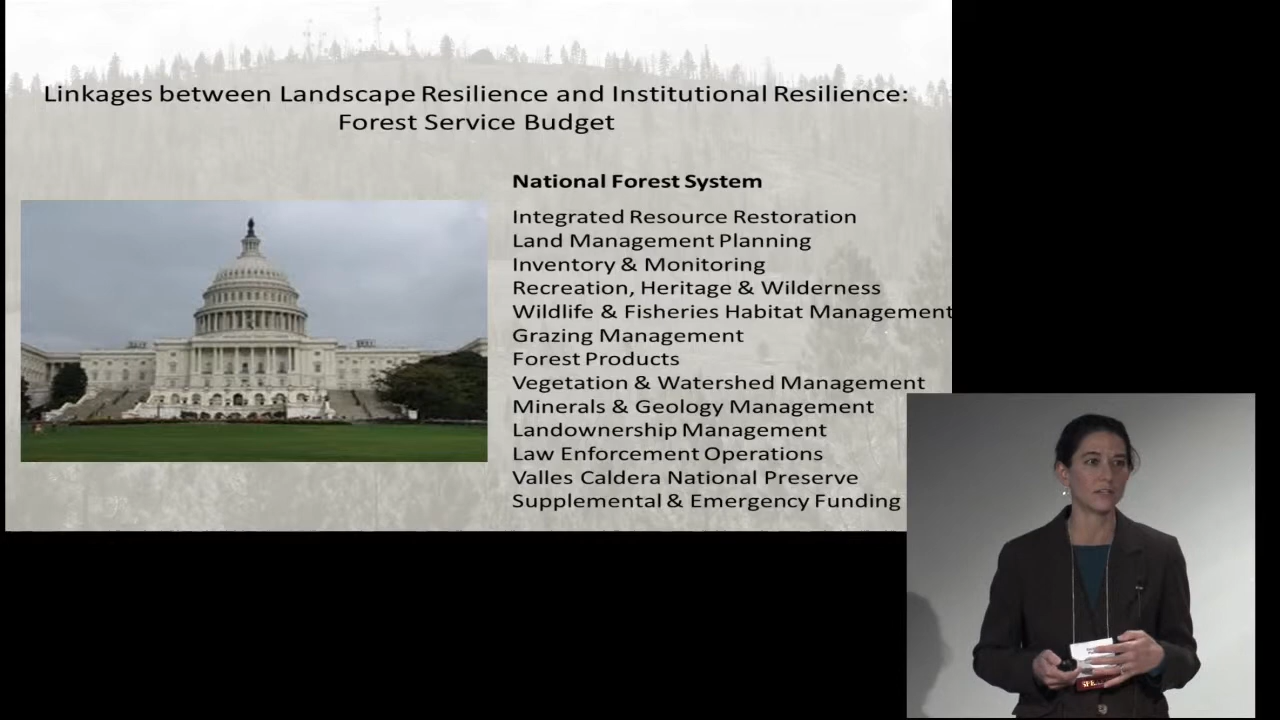 Linkages between Landscape Resilience and Institutional Resilience:
Forest Service Budget
National Forest System
Integrated Resource Restoration
Land Management Planning
Inventory & Monitoring
Recreation, Heritage & Wilderness
Wildlife & Fisheries Habitat Management
Grazing Management
Forest Products
Vegetation & Watershed Management
Minerals & Geology Management
Landownership Management
Law Enforcement Operations
Valles Caldera National Preserve
Supplemental & Emergency Funding